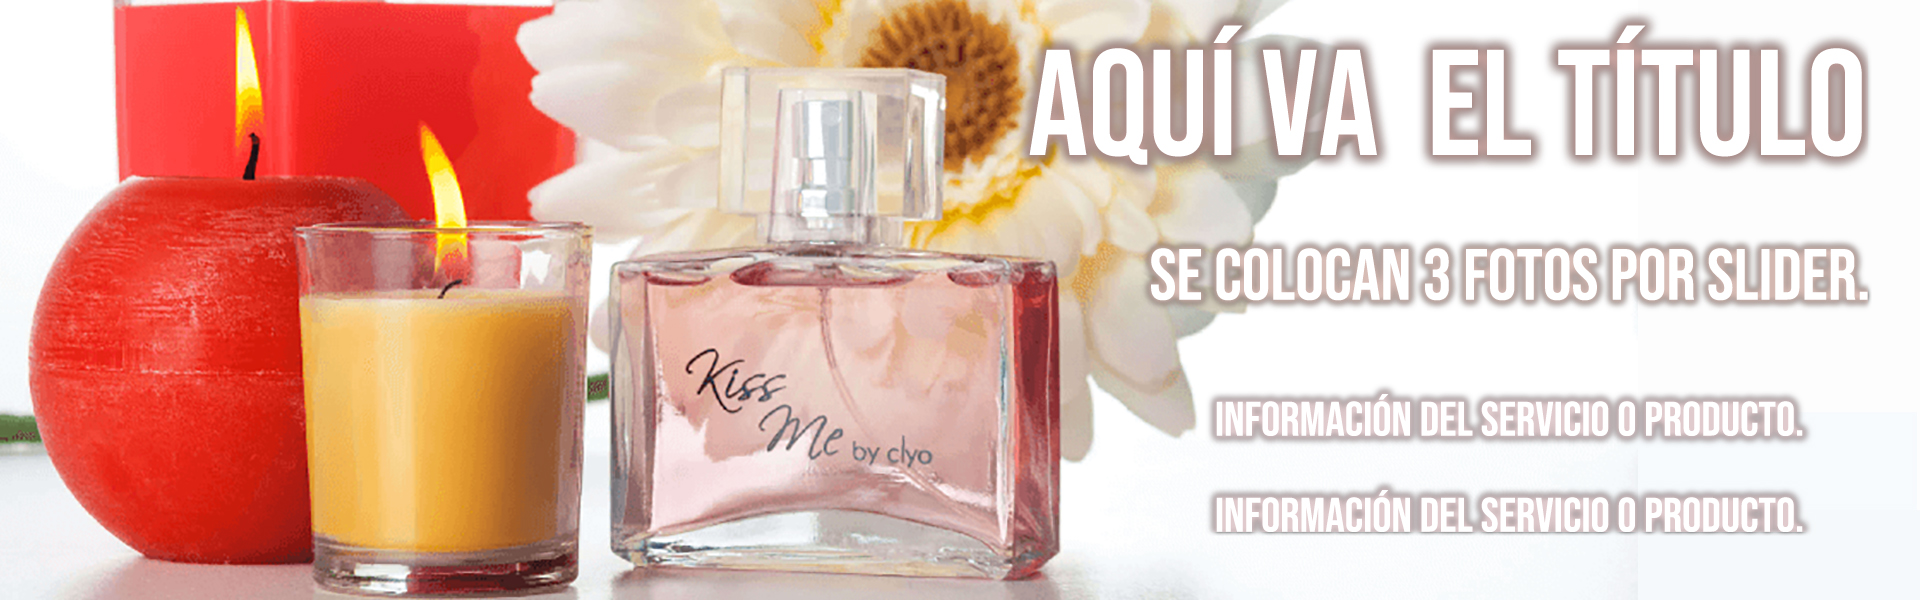 AQUÍ VA EL TÍTULO
SE COLOCAN 3 FOTOS POR SLIDER.
Kiss
Me by clyo
INFORMACIÓN DEL SERVICIO O PRODUCTO.
INFORMACIÓN DEL SERVICIO O PRODUCTO.